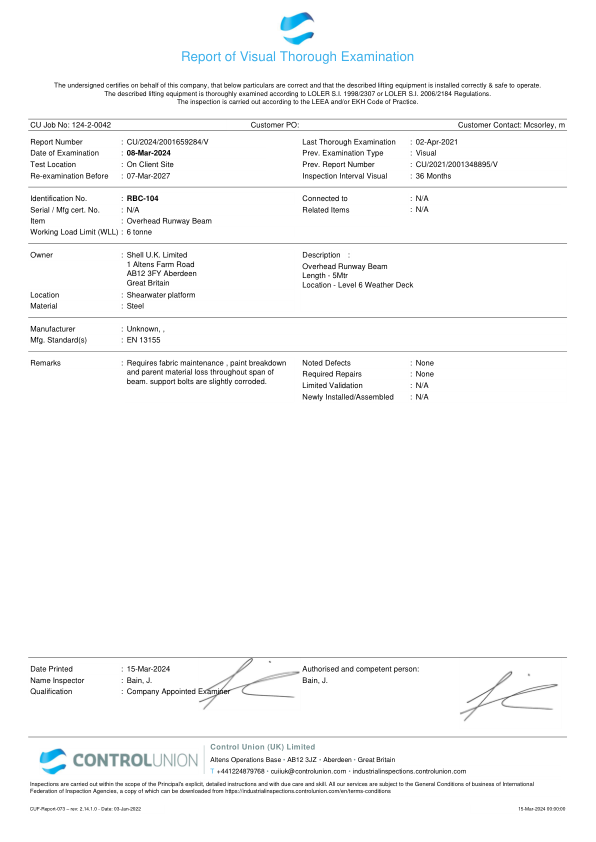 Report of Visual Thorough Examination
The undersigned certifies on behalf of this company, that below particulars are correct and that the described lifting equipment is installed correctly & safe to operate.
The described lifting equipment is thoroughly examined according to LOLER S.I. 1998/2307 or LOLER S.I. 2006/2184 Regulations.
The inspection is carried out according to the LEEA and/or EKH Code of Practice.
CU Job No: 124-2-0042 Customer PO: Customer Contact: Mcsorley, m
Report Number : CU/2024/2001659284/V Last Thorough Examination : 02-Apr-2021
Date of Examination : 08-Mar-2024 Prev. Examination Type : Visual
Test Location : On Client Site Prev. Report Number : CU/2021/2001348895/V
Re-examination Before : 07-Mar-2027 Inspection Interval Visual : 36 Months
Identification No. : RBC-104 Connected to : N/A
Serial / Mfg cert. No. : N/A Related Items : N/A
Item : Overhead Runway Beam
Working Load Limit (WLL) : 6 tonne
Owner : Shell U.K. Limited Description :
1 Altens Farm Road Overhead Runway Beam
AB12 3FY Aberdeen Length - 5Mtr
Great Britain Location - Level 6 Weather Deck
Location : Shearwater platform
Material : Steel
Manufacturer : Unknown, ,
Mfg. Standard(s) : EN 13155
Remarks : Requires fabric maintenance , paint breakdown Noted Defects : None
and parent material loss throughout span of Required Repairs : None
beam. support bolts are slightly corroded. Limited Validation : N/A
Newly Installed/Assembled : N/A
Date Printed : 15-Mar-2024 Authorised and competent person:
Name Inspector : Bain, J. Bain, J.
Qualification : Company Appointed Examiner
CONTROLUNION
Control Union (UK) Limited
Altens Operations Base · AB12 3JZ · Aberdeen · Great Britain
T +441224879768 · cuiiuk@controlunion.com · industrialinspections.controlunion.com
Inspections are carried out within the scope of the Principal's explicit, detailed instructions and with due care and skill. All our services are subject to the General Conditions of business of International
Federation of Inspection Agencies, a copy of which can be downloaded from https://industrialinspections.controlunion.com/en/terms-conditions
CUF-Report-073 – rev: 2.14.1.0 - Date: 03-Jun-2022 15-Mar-2024 00:00:00